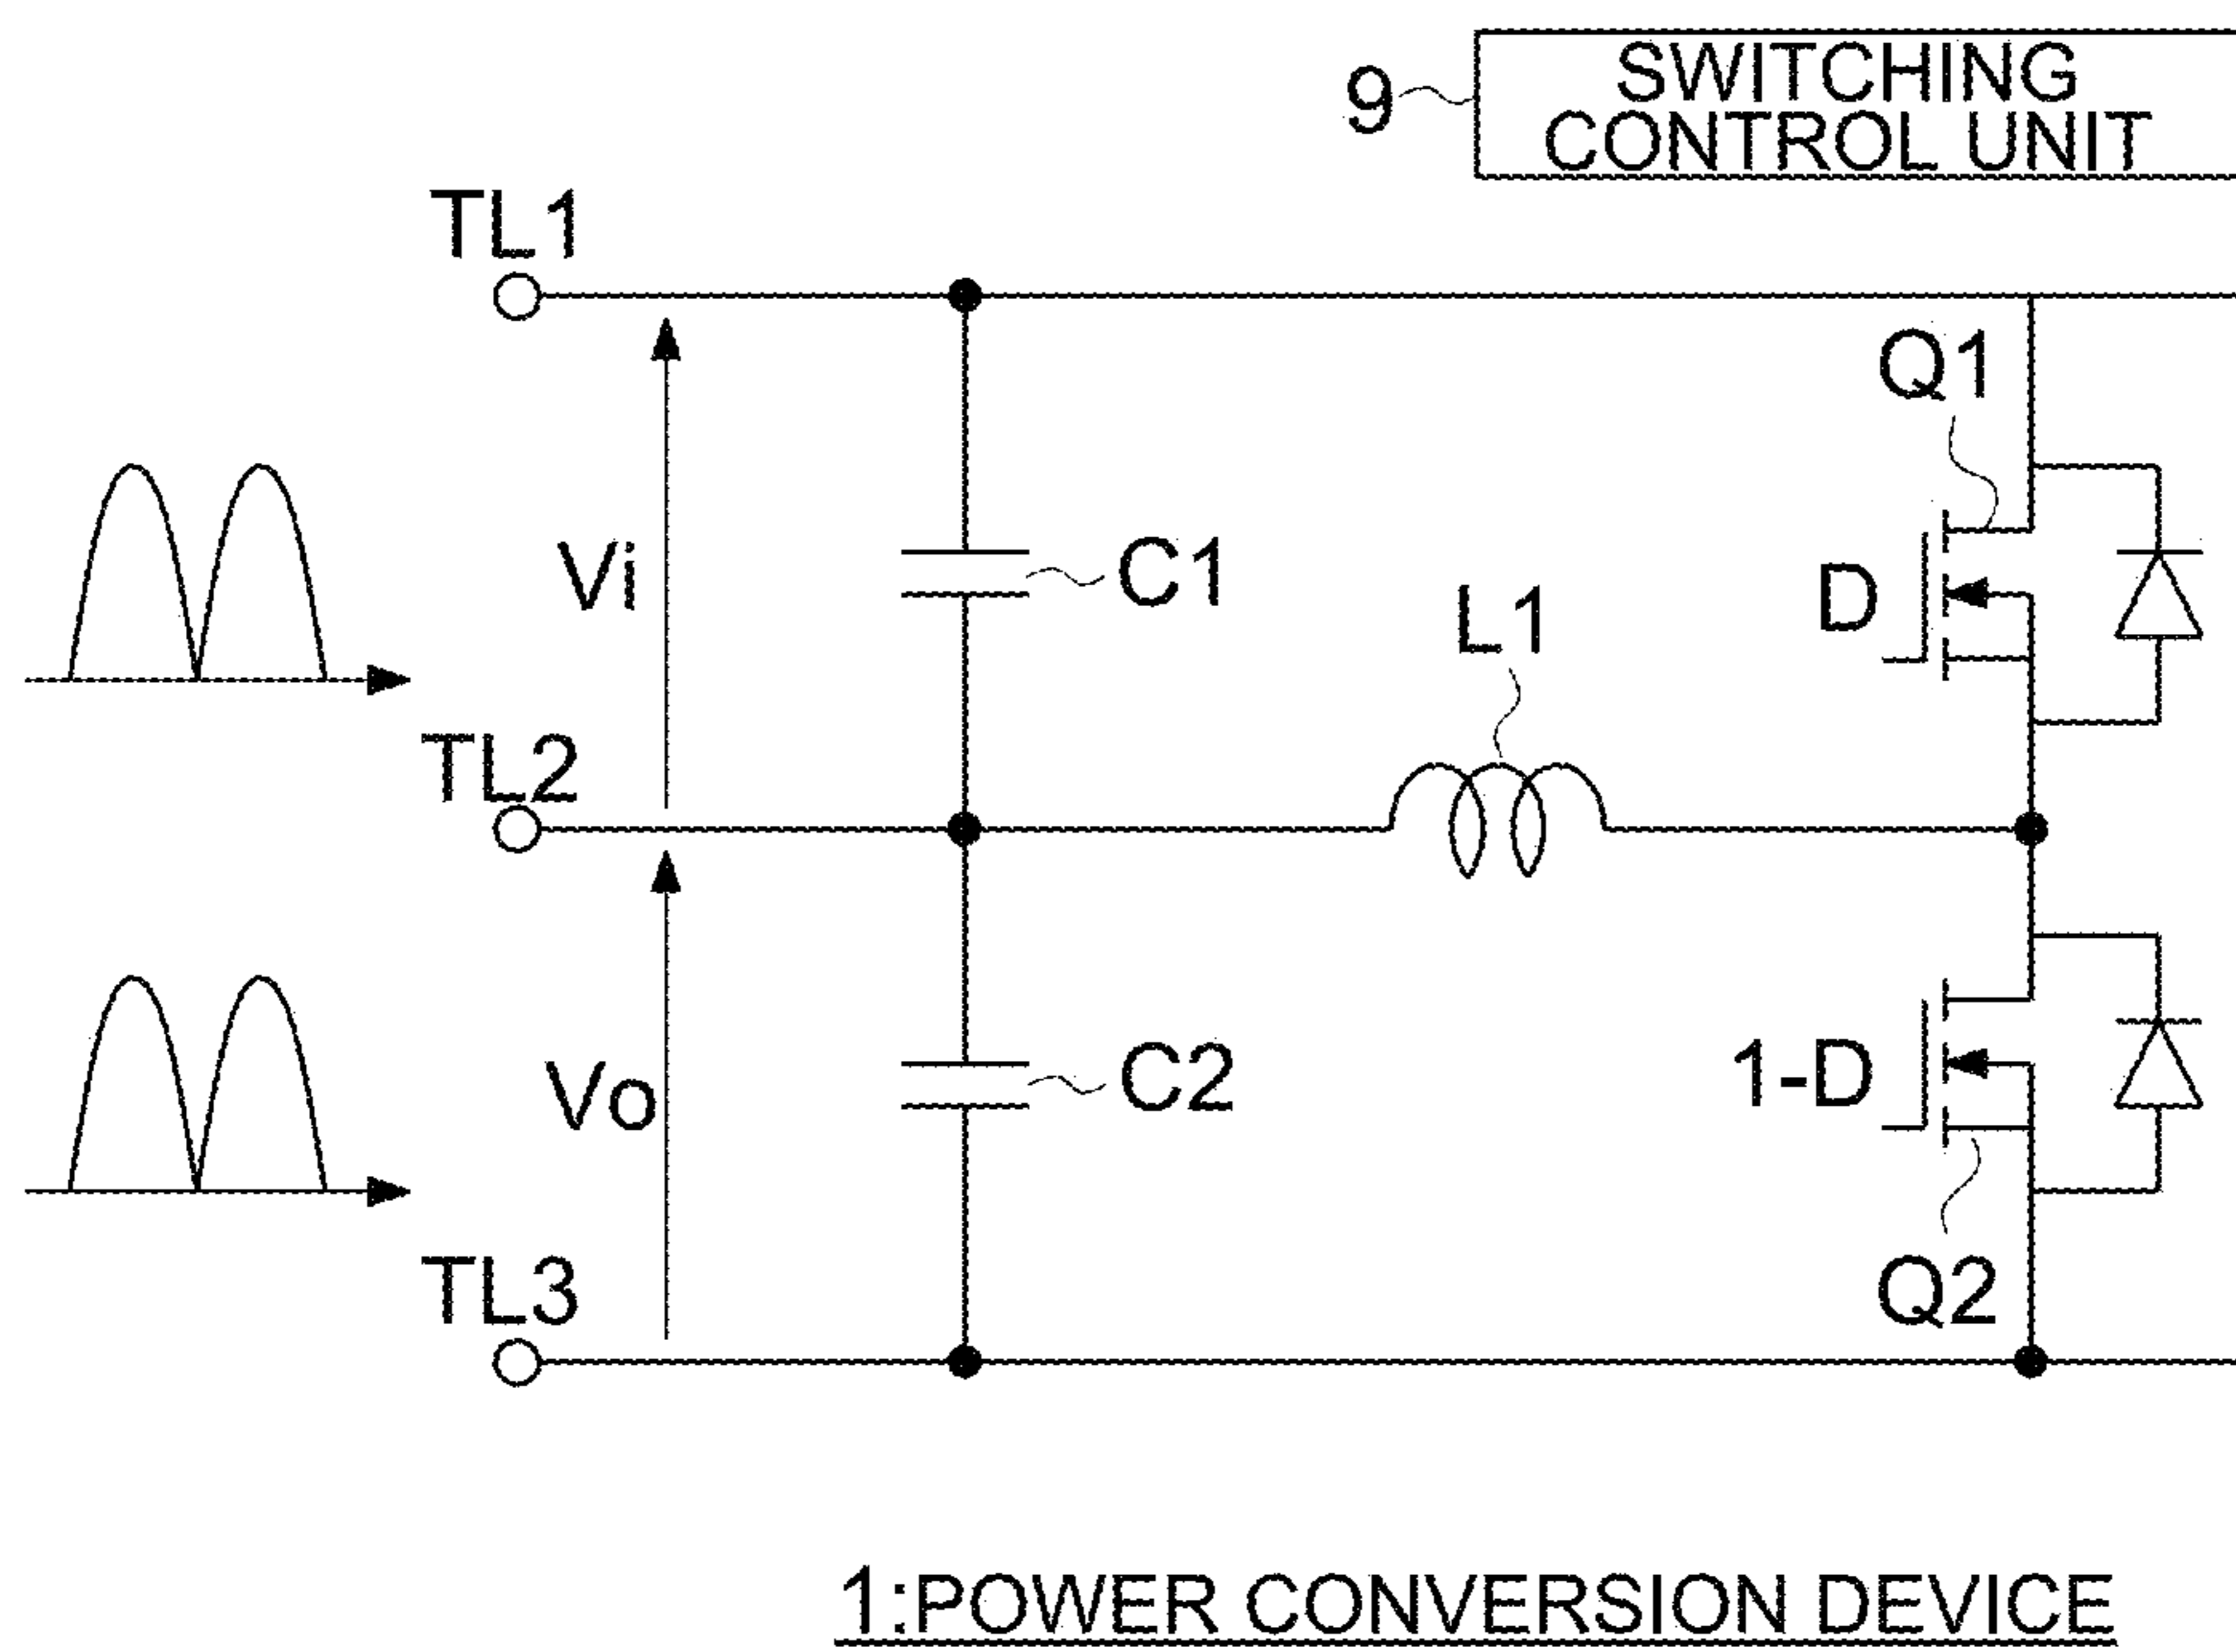 SWITCHING
CONTROL UNIT
9
TL1
Q1
Vi
C1
D
L1
TL2
Vo
C2
1-D
TL3
Q2
1:POWER CONVERSION DEVICE